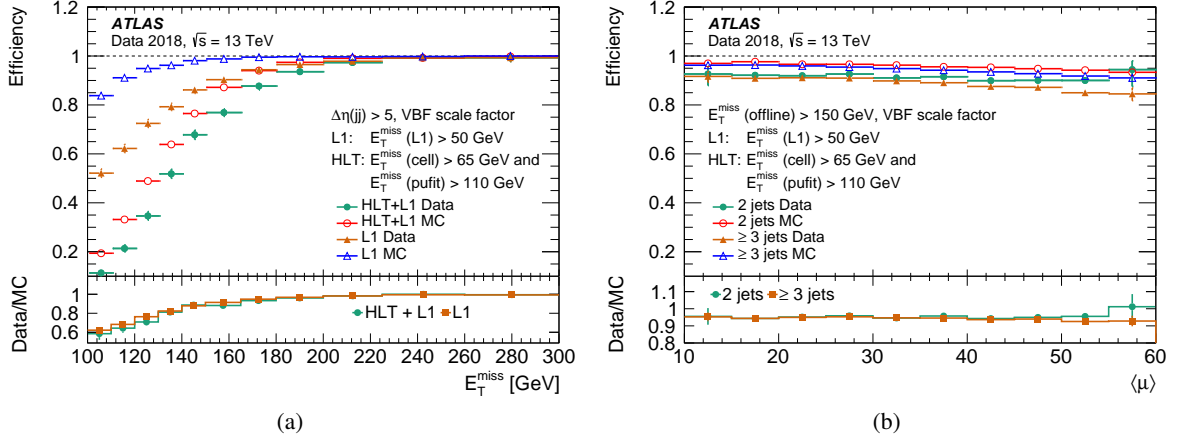 ATLAS
Data 2018, √s = 13 TeV
Efficiency
1
0.8
0.6
0.4
0.2
Δη(jj) > 5, VBF scale factor
L1: E_T^miss (L1) > 50 GeV
HLT: E_T^miss (cell) > 65 GeV and
E_T^miss (pufit) > 110 GeV
HLT+L1 Data
HLT+L1 MC
L1 Data
L1 MC
Data/MC
1
0.8
0.6
HLT + L1 L1
100 120 140 160 180 200 220 240 260 280 300
E_T^miss [GeV]
(a)
ATLAS
Data 2018, √s = 13 TeV
Efficiency
1
0.8
0.6
0.4
0.2
E_T^miss (offline) > 150 GeV, VBF scale factor
L1: E_T^miss (L1) > 50 GeV
HLT: E_T^miss (cell) > 65 GeV and
E_T^miss (pufit) > 110 GeV
2 jets Data
2 jets MC
≥ 3 jets Data
≥ 3 jets MC
Data/MC
1.1
1.0
0.9
0.8
2 jets ≥ 3 jets
10 20 30 40 50 60
⟨μ⟩
(b)